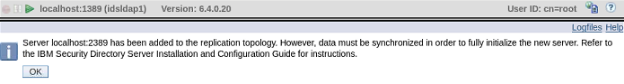 localhost:1389 (idsldap1) Version: 6.4.0.20 User ID: cn=root ?
Logfiles Help
Server localhost:2389 has been added to the replication topology. However, data must be synchronized in order to fully initialize the new server. Refer to
the IBM Security Directory Server Installation and Configuration Guide for instructions.
OK